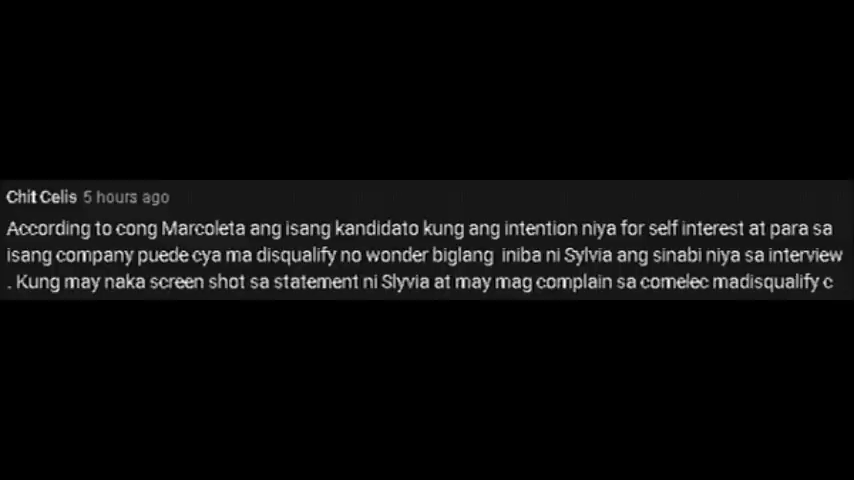 Chit Celis 5 hours ago
According to cong Marcoleta ang isang kandidato kung ang intention niya for self interest at para sa
isang company puede cya ma disqualify no wonder biglang iniba ni Sylvia ang sinabi niya sa interview
. Kung may naka screen shot sa statement ni Slyvia at may mag complain sa comelec madisqualify c